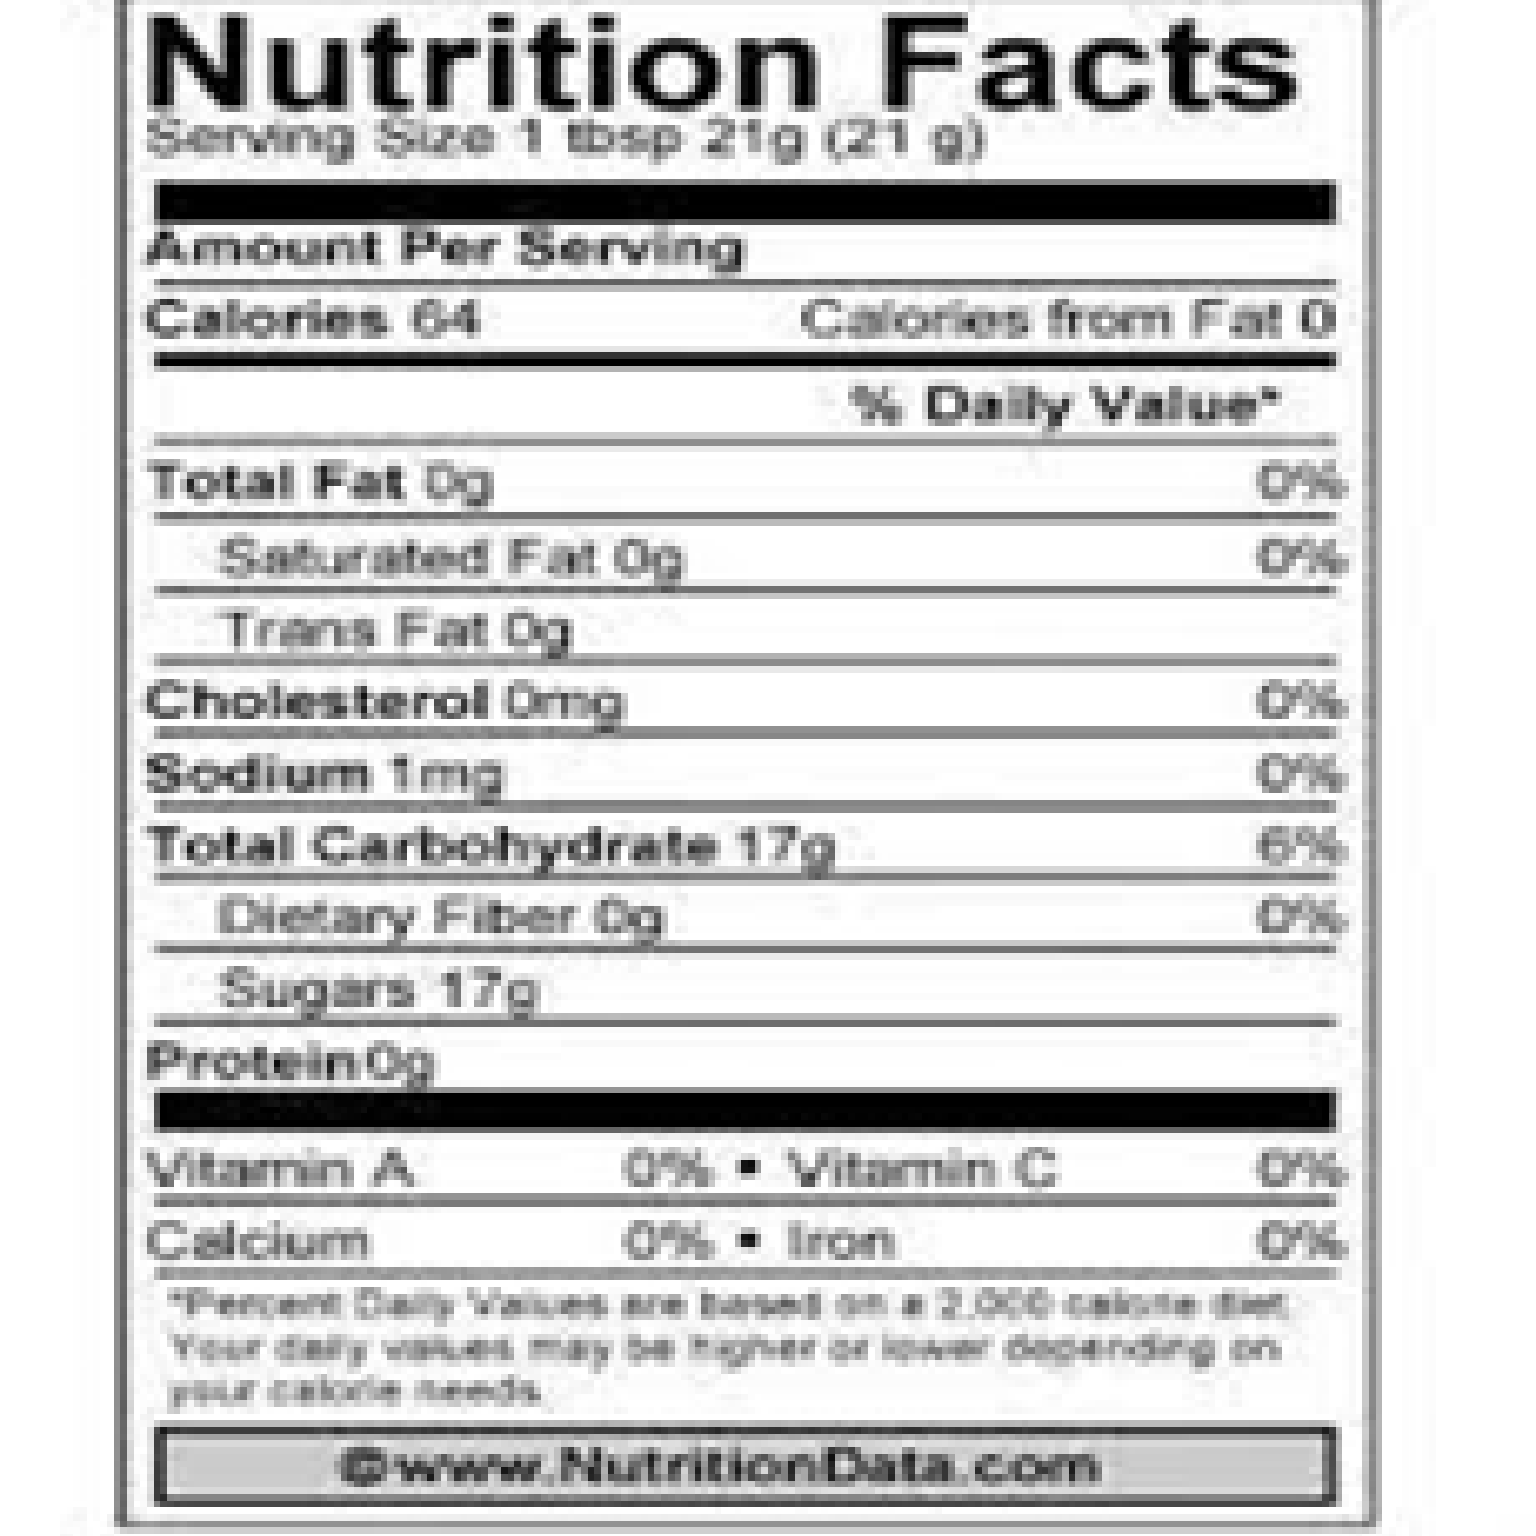 Nutrition Facts
Serving Size 1 tbsp 21g (21 g)
Amount Per Serving
Calories 64 Calories from Fat 0
% Daily Value*
Total Fat 0g 0%
Saturated Fat 0g 0%
Trans Fat 0g
Cholesterol 0mg 0%
Sodium 1mg 0%
Total Carbohydrate 17g 6%
Dietary Fiber 0g 0%
Sugars 17g
Protein 0g
Vitamin A 0% • Vitamin C 0%
Calcium 0% • Iron 0%
*Percent Daily Values are based on a 2,000 calorie diet.
Your daily values may be higher or lower depending on
your calorie needs.
©www.NutritionData.com